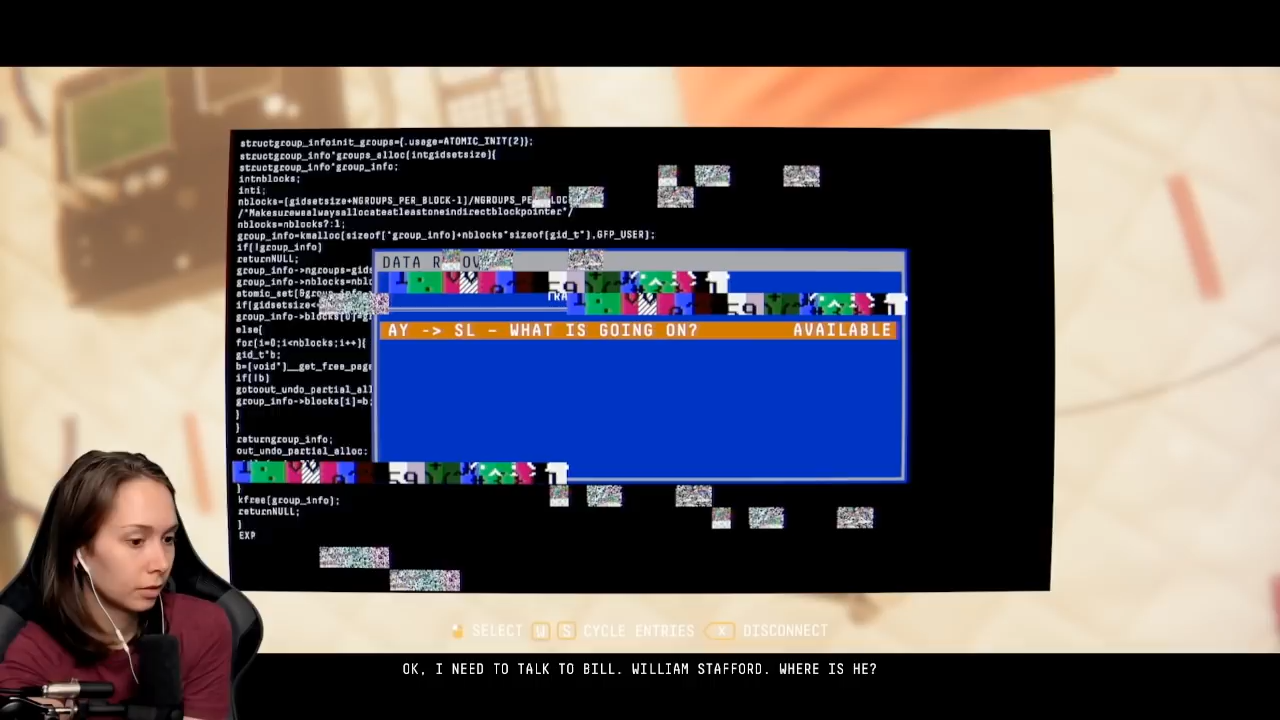 structgroup_infoinit_groups={.usage=ATOMIC_INIT(2)};
structgroup_info*groups_alloc(intgidsetsize){
structgroup_info*group_info;
intnblocks;
inti;
nblocks=(gidsetsize+NGROUPS_PER_BLOCK-1)/NGROUPS_PE
/*Makesurewealwaysallocateatleastoneindirectblockpointer*/
nblocks=nblocks?:1;
group_info=kmalloc(sizeof(*group_info)+nblocks*sizeof(gid_t*),GFP_USER);
if(!group_info)
returnNULL;
group_info->ngroups=gids
group_info->nblocks=nblo
atomic_set(&group_info
if(gidsetsize<
group_info->blocks[0]=
else{
for(i=0;i<nblocks;i++){
gid_t*b;
b=(void*)__get_free_page
if(!b)
gotoout_undo_partial_all
group_info->blocks[i]=b;
}
}
returngroup_info;
out_undo_partial_alloc:
}
kfree(group_info);
returnNULL;
}
EXP
DATA R
AY -> SL - WHAT IS GOING ON? AVAILABLE
SELECT W S CYCLE ENTRIES X DISCONNECT
OK, I NEED TO TALK TO BILL. WILLIAM STAFFORD. WHERE IS HE?